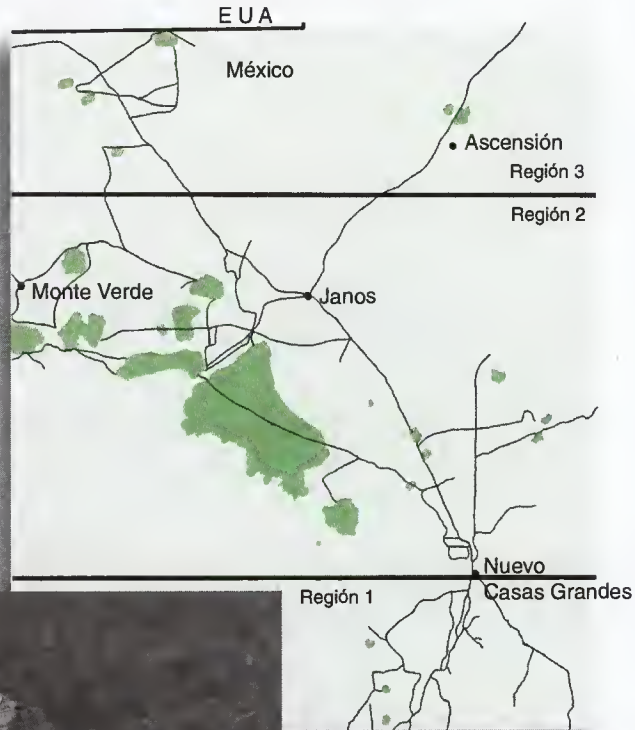 E U A
México
Ascensión
Región 3
Región 2
Monte Verde
Janos
Nuevo
Casas Grandes
Región 1